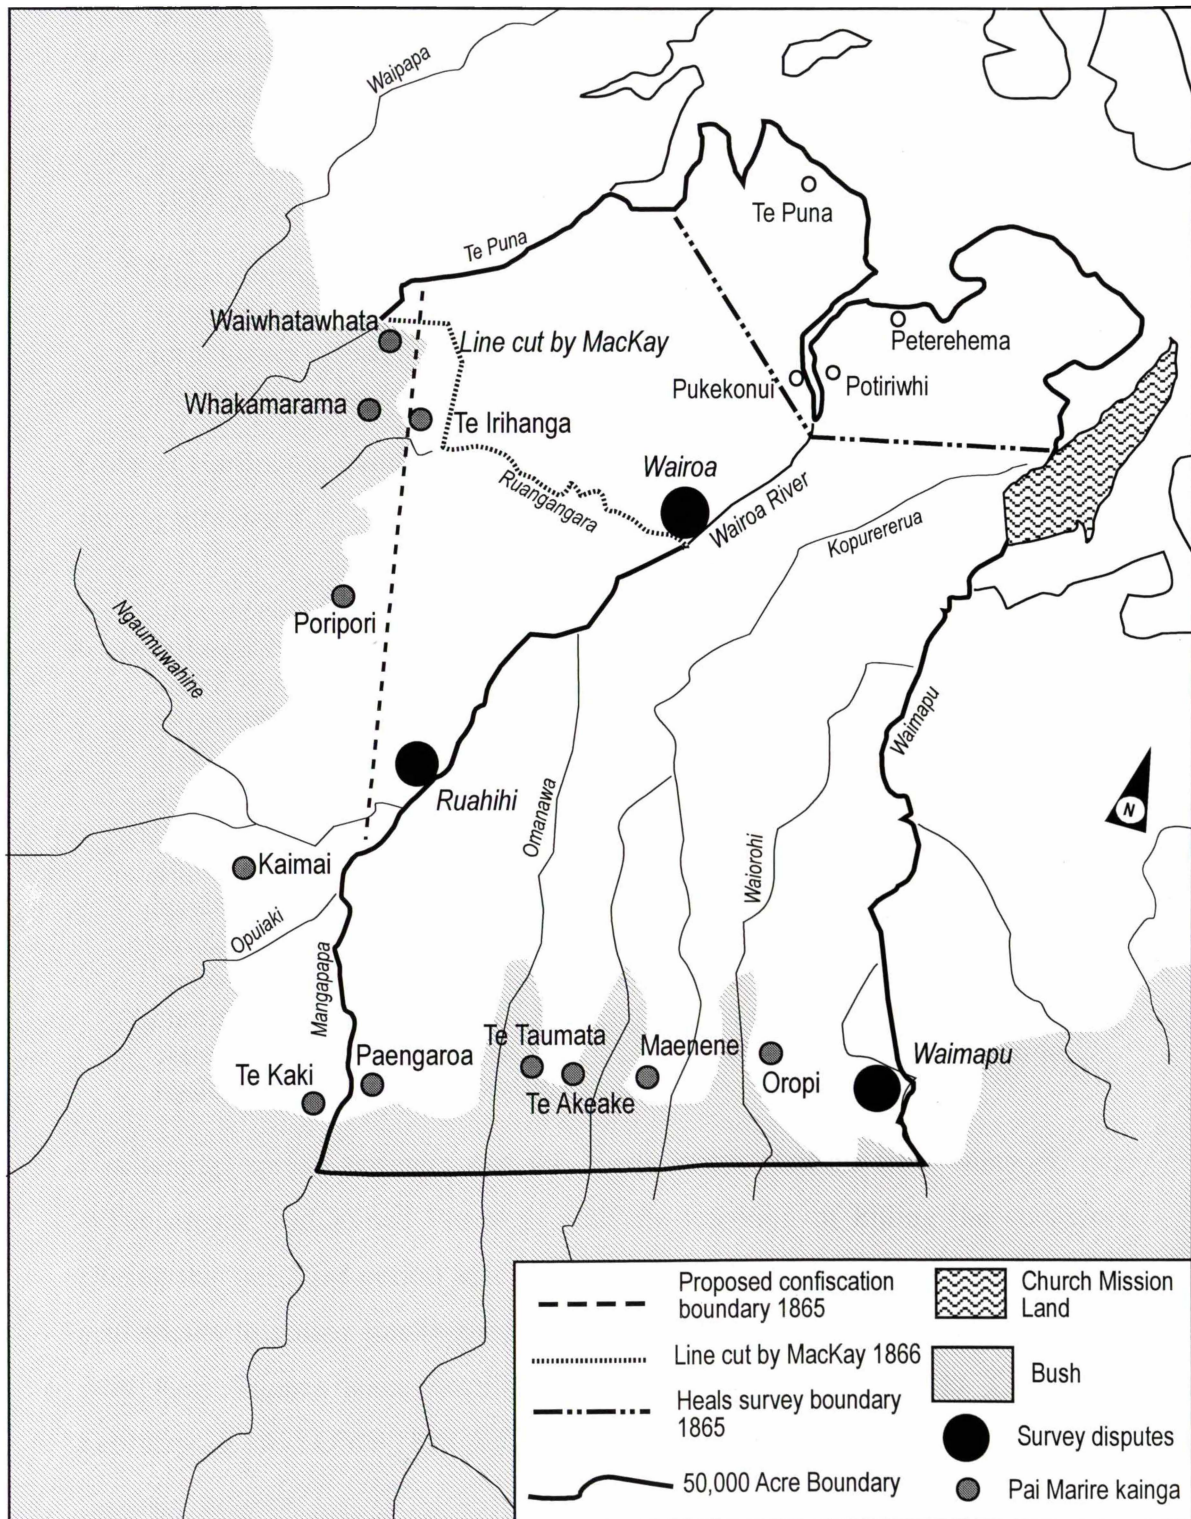 Waipapa
Te Puna
Te Puna
Waiwhatawhata
Line cut by MacKay
Peterehema
Pukekonui
Potiriwhi
Whakamarama
Te Irihanga
Wairoa
Ruangangara
Wairoa River
Kopurererua
Poripori
Ngaumuwahine
Waimapu
Ruahihi
Omanawa
N
Kaimai
Waiorohi
Opuiaki
Mangapapa
Te Taumata
Maenene
Waimapu
Paengaroa
Te Kaki
Te Akeake
Oropi
Proposed confiscation
boundary 1865
Church Mission
Land
Line cut by MacKay 1866
Bush
Heals survey boundary
1865
Survey disputes
50,000 Acre Boundary
Pai Marire kainga